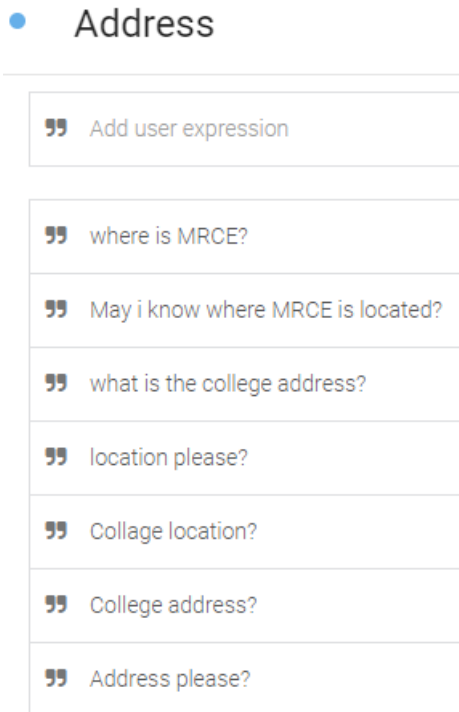 Address
Add user expression
where is MRCE?
May i know where MRCE is located?
what is the college address?
location please?
Collage location?
College address?
Address please?